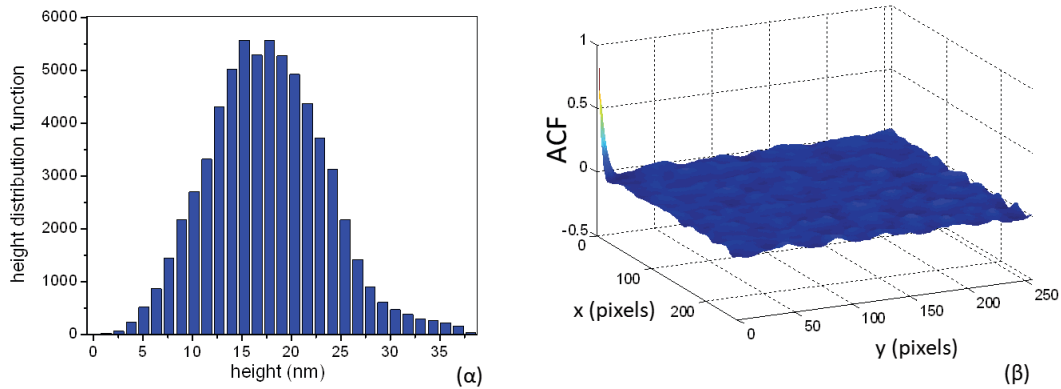 height distribution function
6000
5000
4000
3000
2000
1000
0
0 5 10 15 20 25 30 35
height (nm)
(α)
ACF
1
0.5
0
-0.5
0
100
200
x (pixels)
0
50
100
150
200
250
y (pixels)
(β)